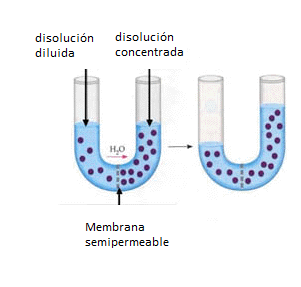 disolución
diluida
disolución
concentrada
H₂O
Membrana
semipermeable